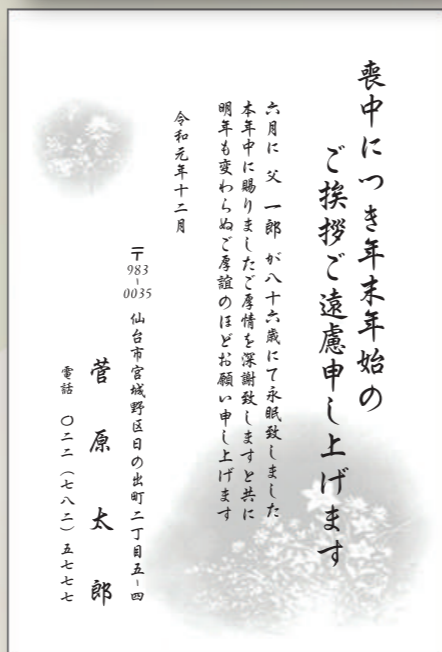 喪中につき年末年始の
ご挨拶ご遠慮申し上げます
六月に 父 一郎 が八十六歳にて永眠致しました
本年中に賜りましたご厚情を深謝致しますと共に
明年も変わらぬご厚誼のほどお願い申し上げます
令和元年十二月
〒983-0035 仙台市宮城野区日の出町二丁目五-四
菅原太郎
電話 〇二二(七八二)五七七七